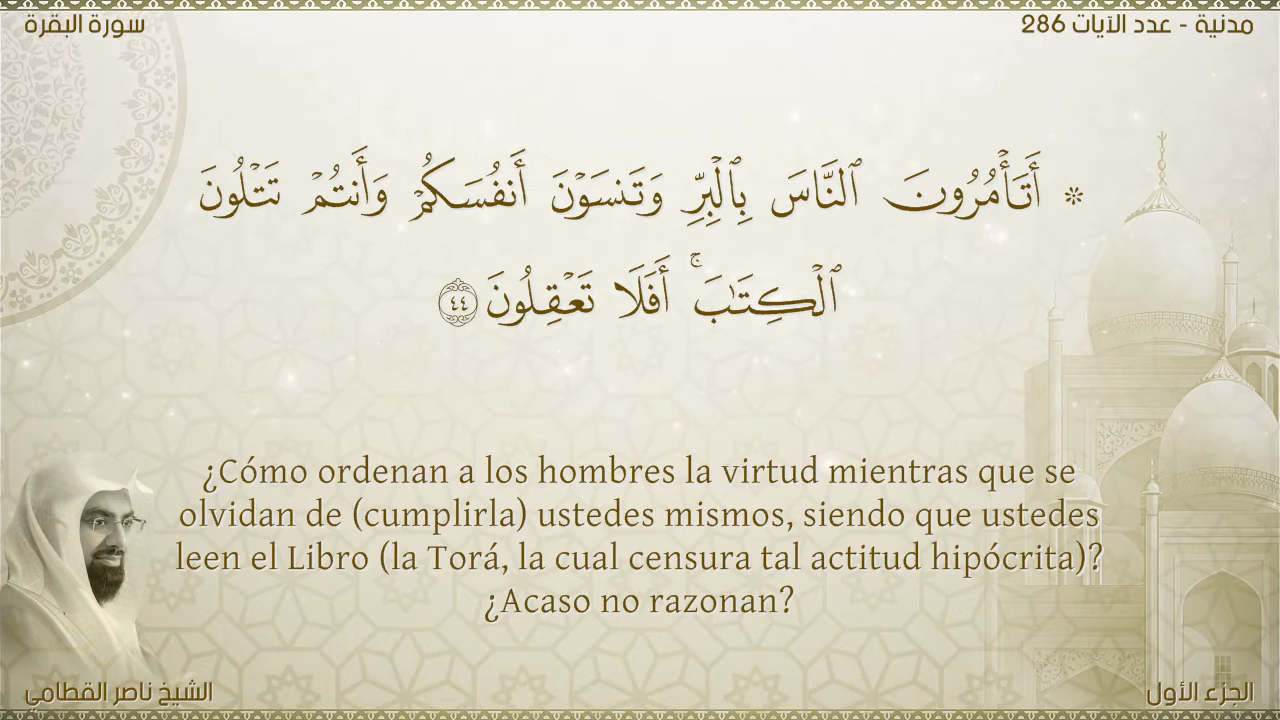 مدنية - عدد الآيات 286
سورة البقرة
۞ أَتَأْمُرُونَ ٱلنَّاسَ بِٱلْبِرِّ وَتَنسَوْنَ أَنفُسَكُمْ وَأَنتُمْ تَتْلُونَ
ٱلْكِتَٰبَ ۚ أَفَلَا تَعْقِلُونَ ٤٤
¿Cómo ordenan a los hombres la virtud mientras que se
olvidan de (cumplirla) ustedes mismos, siendo que ustedes
leen el Libro (la Torá, la cual censura tal actitud hipócrita)?
¿Acaso no razonan?
الجزء الأول
الشيخ ناصر القطامي